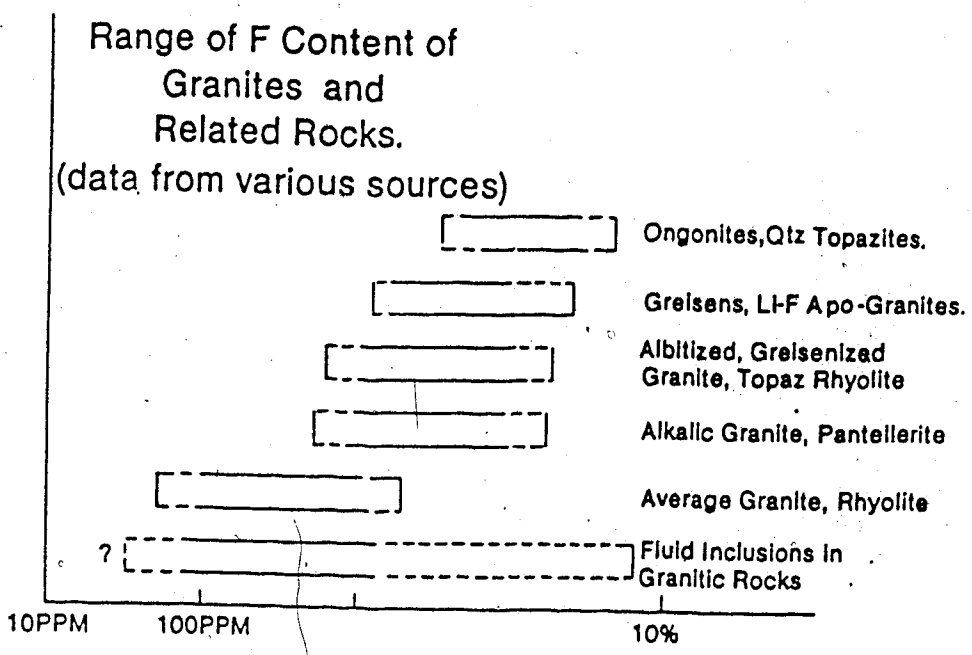 Range of F Content of
Granites and
Related Rocks.
(data from various sources)
Ongonites,Qtz Topazites.
Greisens, Li-F Apo-Granites.
Albitized, Greisenized
Granite, Topaz Rhyolite
Alkalic Granite, Pantellerite
Average Granite, Rhyolite
?
Fluid Inclusions in
Granitic Rocks
10PPM
100PPM
10%